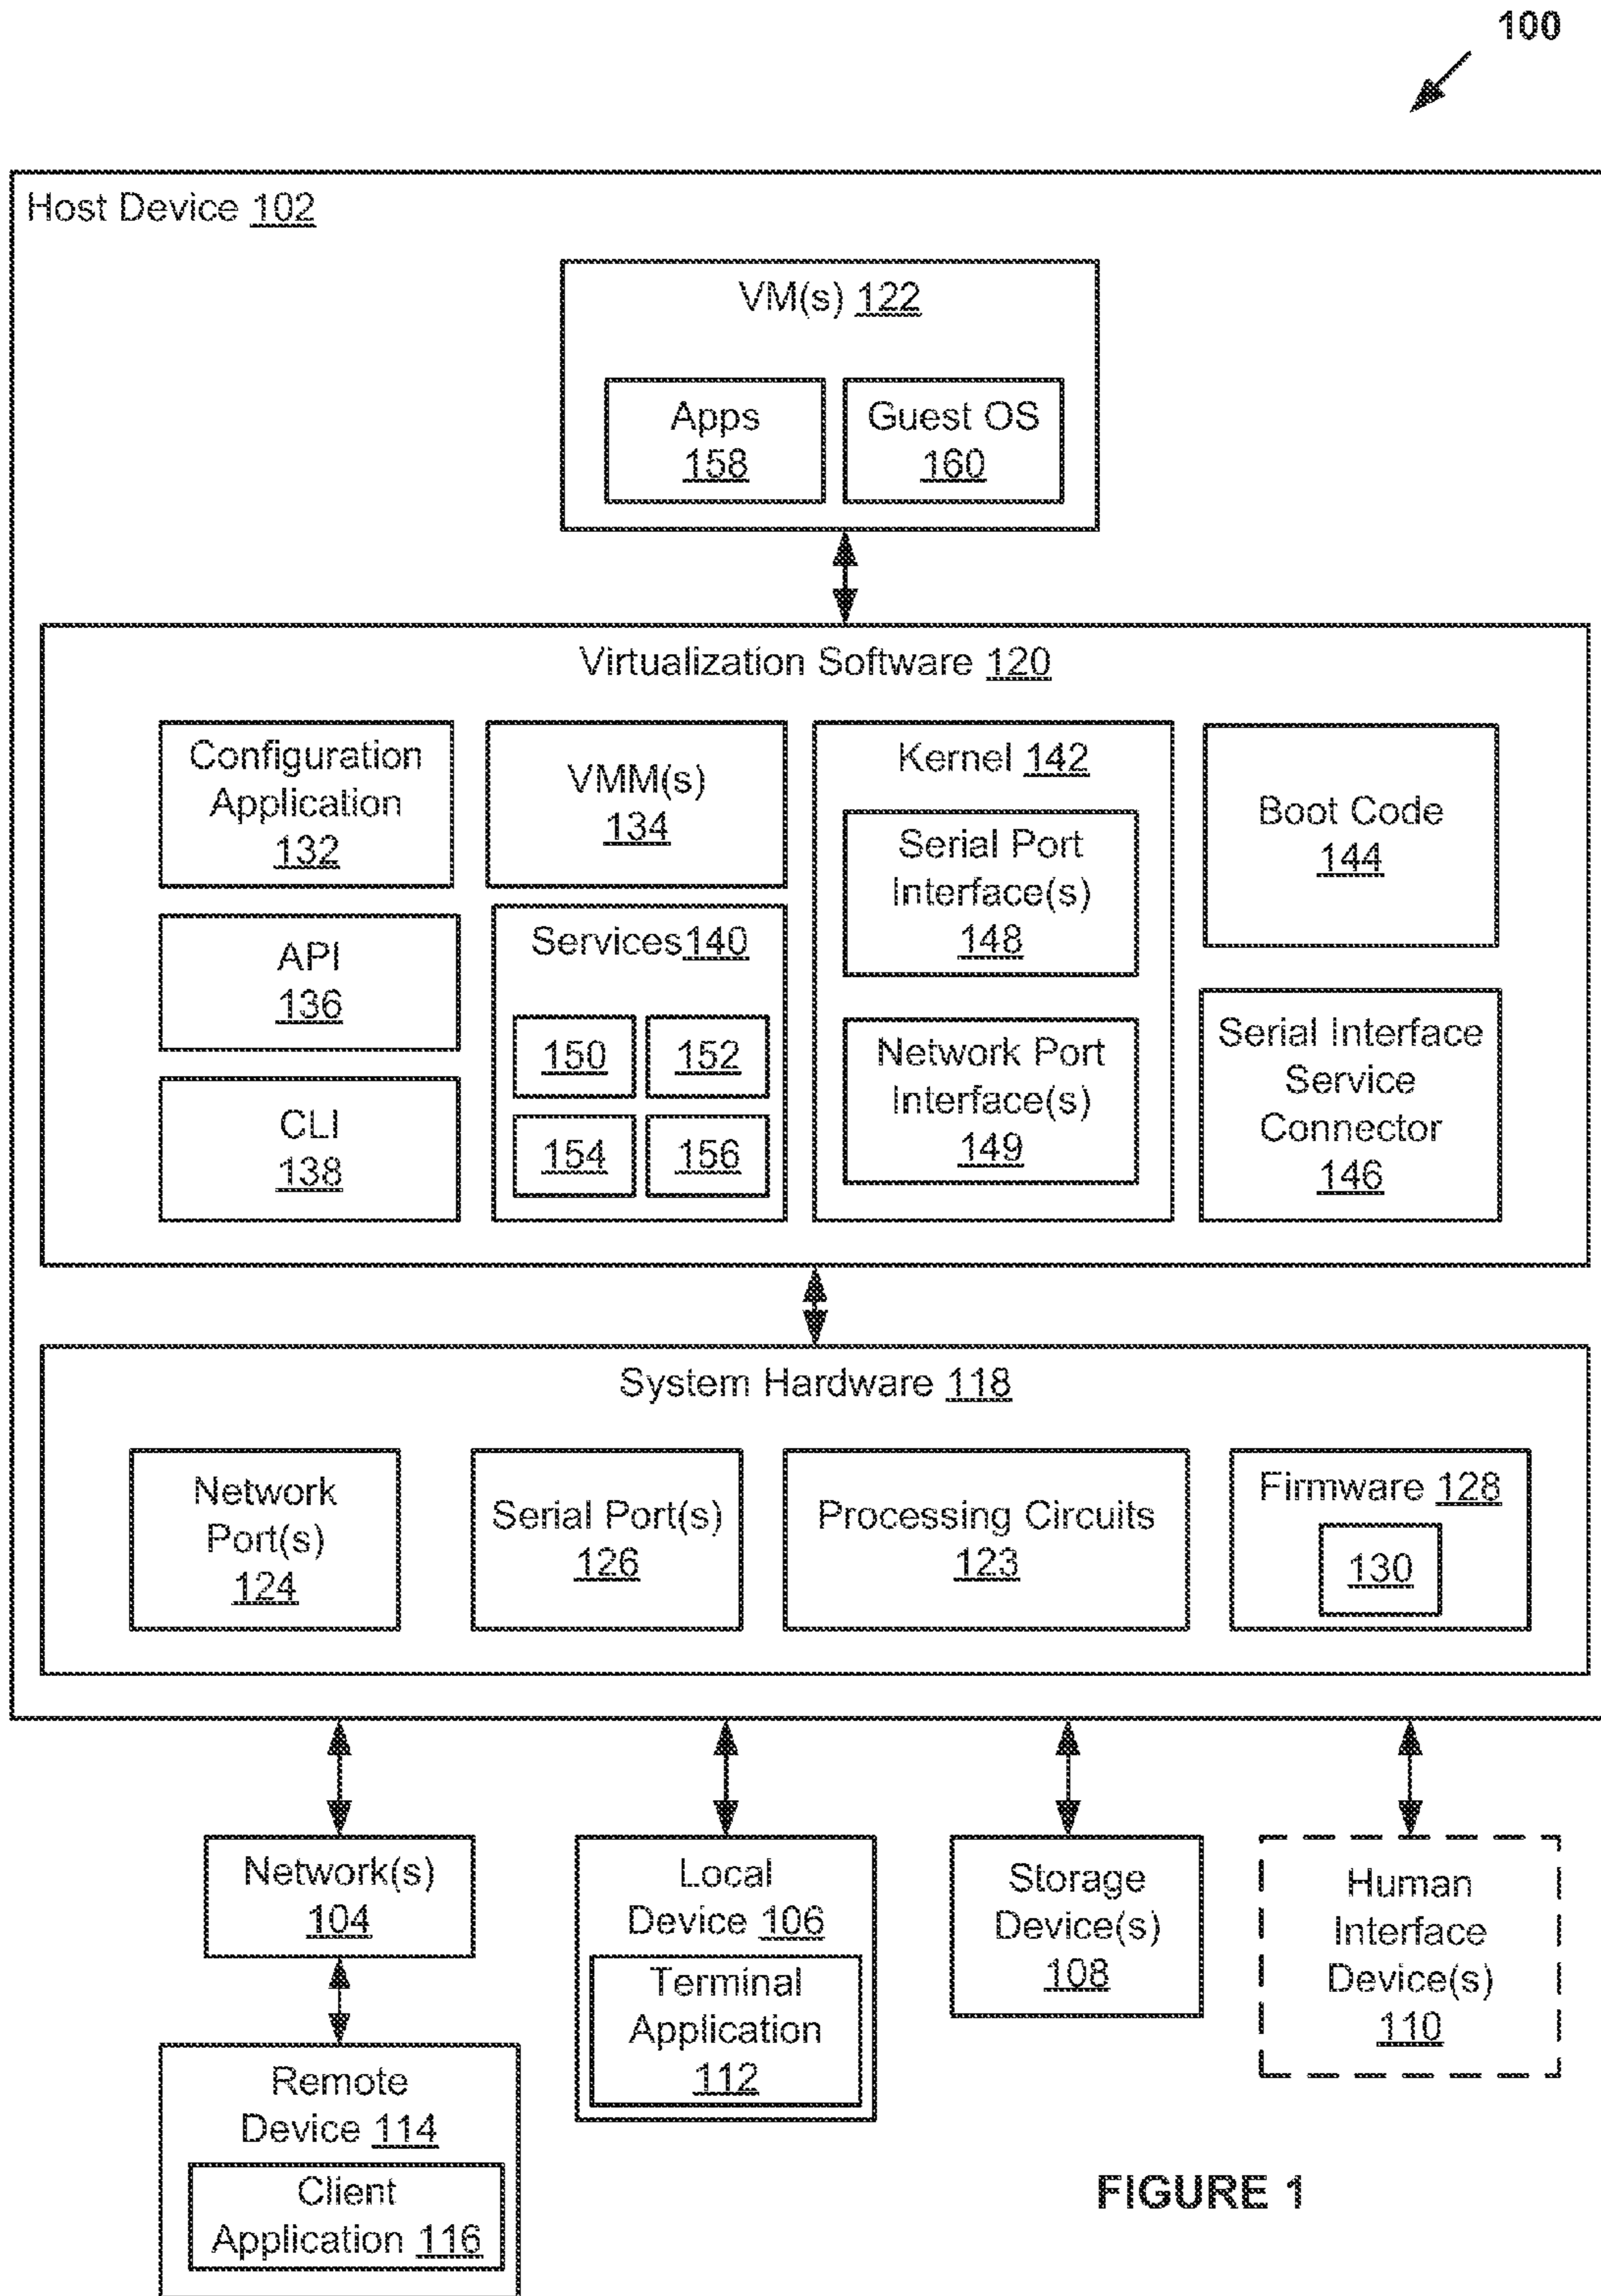 100
Host Device 102
VM(s) 122
Apps
158
Guest OS
160
Virtualization Software 120
Configuration
Application
132
VMM(s)
134
Kernel 142
Serial Port
Interface(s)
148
Network Port
Interface(s)
149
Boot Code
144
API
136
Services140
150
152
154
156
CLI
138
Serial Interface
Service
Connector
146
System Hardware 118
Network
Port(s)
124
Serial Port(s)
126
Processing Circuits
123
Firmware 128
130
Network(s)
104
Local
Device 106
Terminal
Application
112
Storage
Device(s)
108
Human
Interface
Device(s)
110
Remote
Device 114
Client
Application 116
FIGURE 1